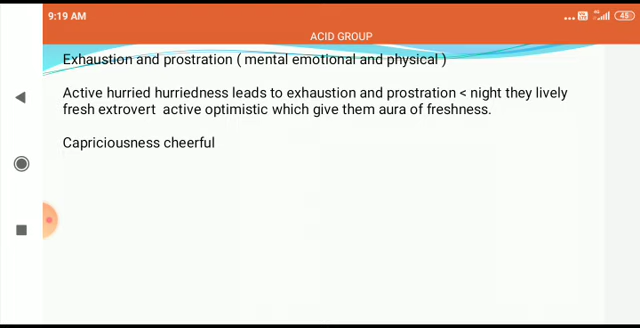 9:19 AM
48
ACID GROUP
Exhaustion and prostration ( mental emotional and physical )
Active hurried hurriedness leads to exhaustion and prostration < night they lively
fresh extrovert  active optimistic which give them aura of freshness.
Capriciousness cheerful